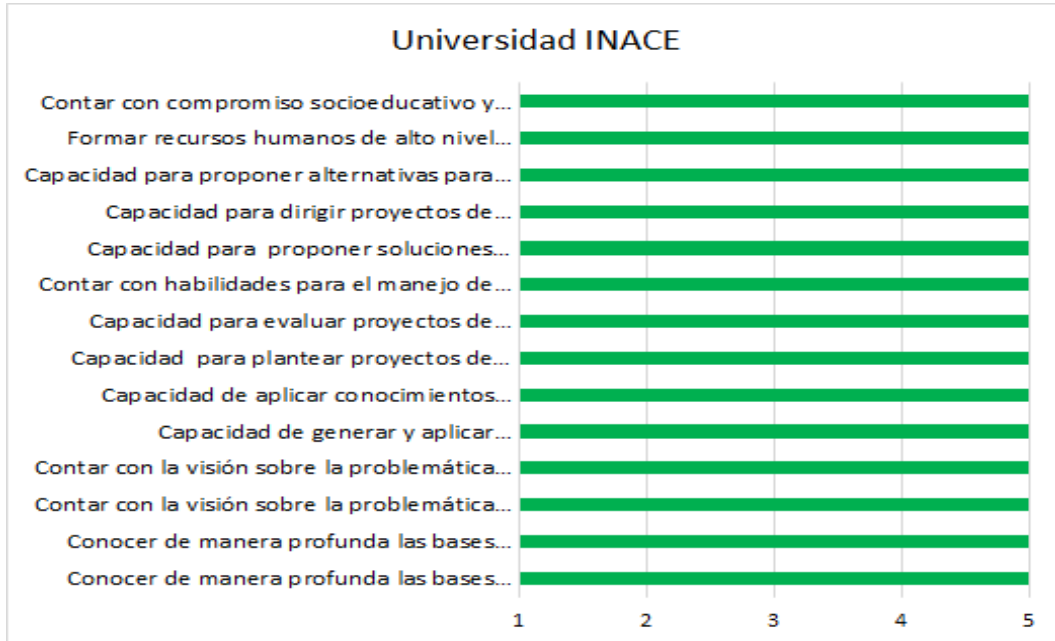 Universidad INACE
Contar con compromiso socioeducativo y...
Formar recursos humanos de alto nivel...
Capacidad para proponer alternativas para...
Capacidad para dirigir proyectos de...
Capacidad para  proponer soluciones...
Contar con habilidades para el manejo de...
Capacidad para evaluar proyectos de...
Capacidad  para plantear proyectos de...
Capacidad de aplicar conocimientos...
Capacidad de generar y aplicar...
Contar con la visión sobre la problemática...
Contar con la visión sobre la problemática...
Conocer de manera profunda las bases...
Conocer de manera profunda las bases...
1 2 3 4 5